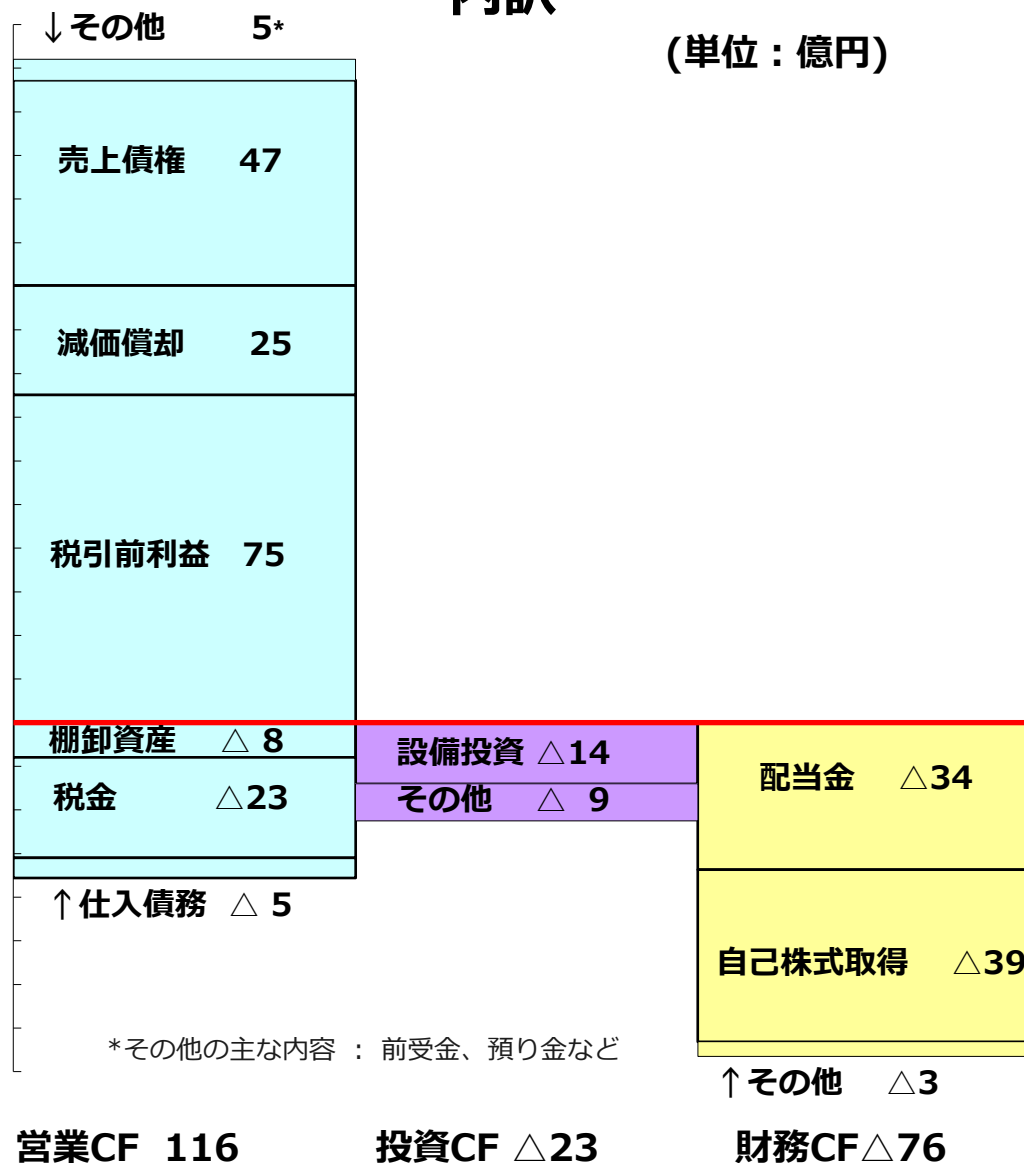 内訳
(単位：億円)
↓その他 5*
売上債権 47
減価償却 25
税引前利益 75
棚卸資産 △ 8
税金 △23
↑仕入債務 △ 5
設備投資 △14
その他 △ 9
配当金 △34
自己株式取得 △39
↑その他 △3
*その他の主な内容 ： 前受金、預り金など
営業CF 116
投資CF △23
財務CF△76